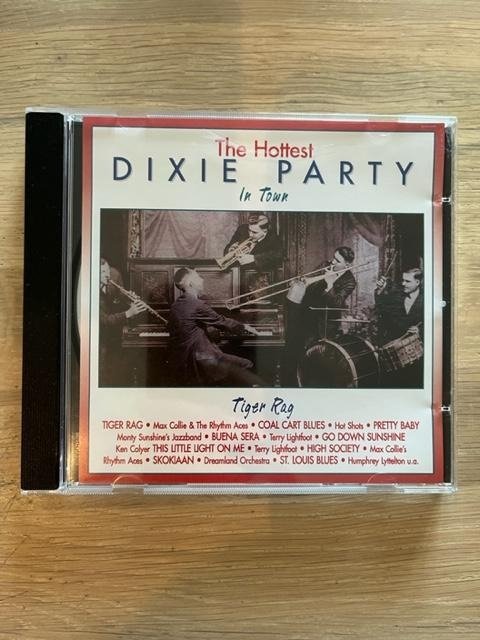 The Hottest
DIXIE PARTY
In Town
Tiger Rag
TIGER RAG • Max Collie & The Rhythm Aces • COAL CART BLUES • Hot Shots • PRETTY BABY
Monty Sunshine's Jazzband • BUENA SERA • Terry Lightfoot • GO DOWN SUNSHINE
Ken Colyer THIS LITTLE LIGHT ON ME • Terry Lightfoot • HIGH SOCIETY • Max Collie's
Rhythm Aces • SKOKIAAN • Dreamland Orchestra • ST. LOUIS BLUES • Humphrey Lyttelton u.a.